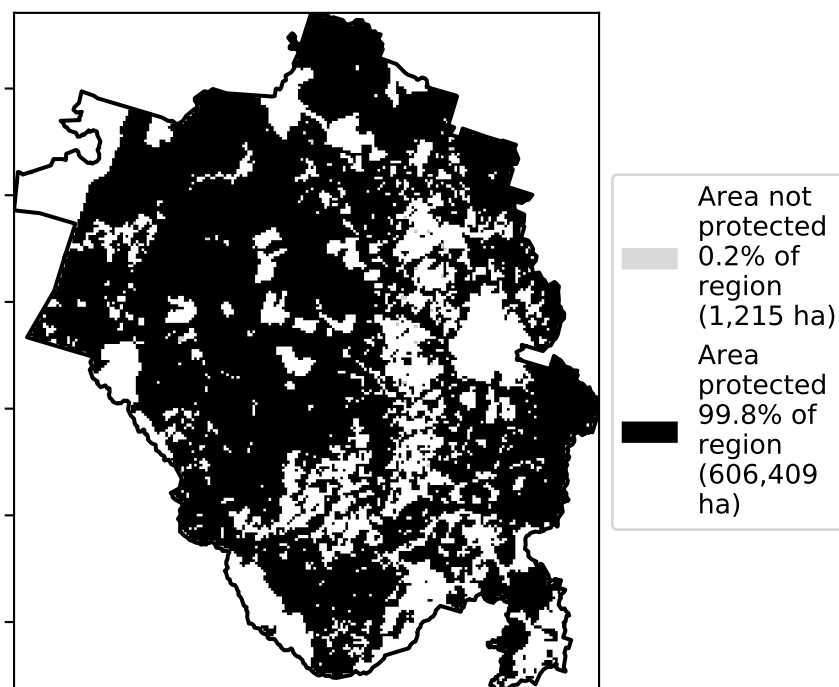 Area not
protected
0.2% of
region
(1,215 ha)
Area
protected
99.8% of
region
(606,409
ha)